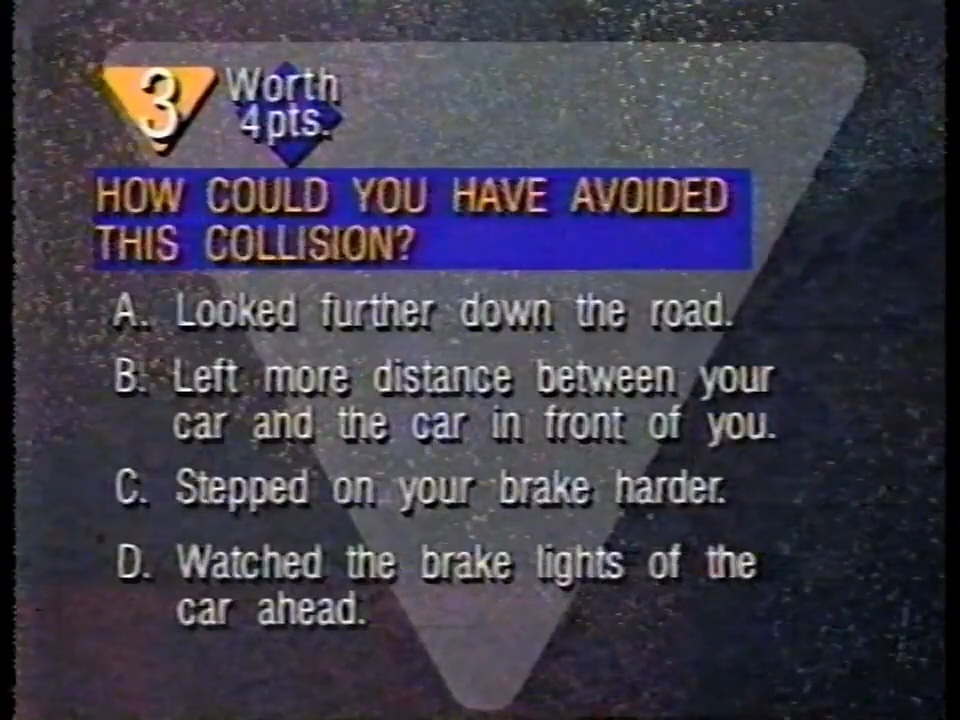 3 Worth
4 pts.
HOW COULD YOU HAVE AVOIDED
THIS COLLISION?
A. Looked further down the road.
B. Left more distance between your
car and the car in front of you.
C. Stepped on your brake harder.
D. Watched the brake lights of the
car ahead.